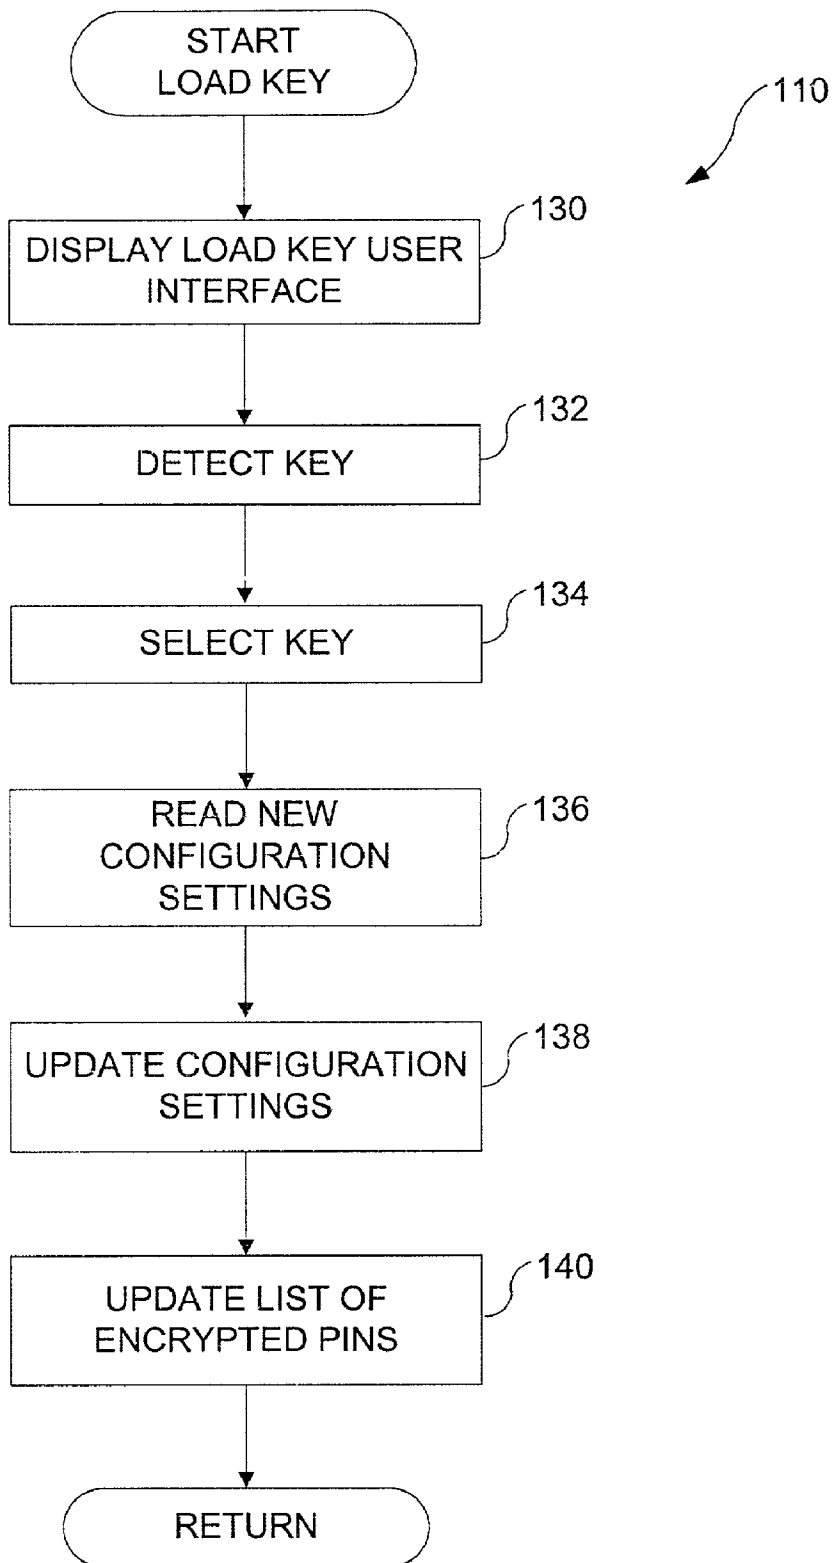 START
LOAD KEY
110
130
DISPLAY LOAD KEY USER
INTERFACE
132
DETECT KEY
134
SELECT KEY
136
READ NEW
CONFIGURATION
SETTINGS
138
UPDATE CONFIGURATION
SETTINGS
140
UPDATE LIST OF
ENCRYPTED PINS
RETURN